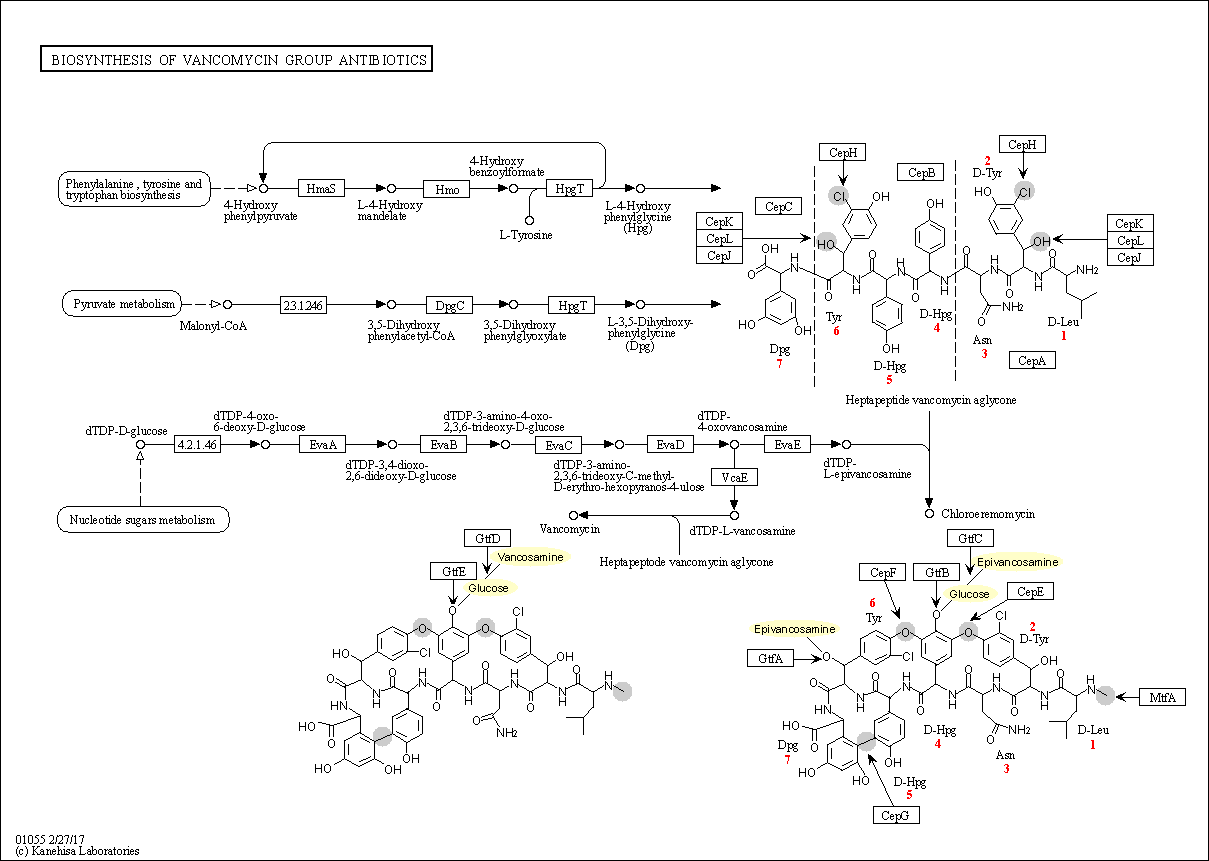 BIOSYNTHESIS OF VANCOMYCIN GROUP ANTIBIOTICS
Phenylalanine , tyrosine and
tryptophan biosynthesis
4-Hydroxy
phenylpyruvate
HmaS
L-4-Hydroxy
mandelate
Hmo
4-Hydroxy
benzoylformate
L-Tyrosine
HpgT
L-4-Hydroxy
phenylglycine
(Hpg)
Pyruvate metabolism
Malonyl-CoA
2.3.1.246
3,5-Dihydroxy
phenylacetyl-CoA
DpgC
3,5-Dihydroxy
phenylglyoxylate
HpgT
L-3,5-Dihydroxy-
phenylglycine
(Dpg)
CepH
CepB
CepC
CepK
CepL
CepJ
2
D-Tyr
CepH
CepK
CepL
CepJ
Cl
OH
HO
OH
OH
O
HO
Cl
OH
NH2
HO
OH
OH
NH2
Dpg
7
Tyr
6
D-Hpg
5
D-Hpg
4
Asn
3
D-Leu
1
CepA
Heptapeptide vancomycin aglycone
dTDP-D-glucose
4.2.1.46
dTDP-4-oxo-
6-deoxy-D-glucose
EvaA
dTDP-3,4-dioxo-
2,6-dideoxy-D-glucose
EvaB
dTDP-3-amino-4-oxo-
2,3,6-trideoxy-D-glucose
EvaC
dTDP-3-amino-
2,3,6-trideoxy-C-methyl-
D-erythro-hexopyranos-4-ulose
EvaD
dTDP-
4-oxovancosamine
EvaE
dTDP-
L-epivancosamine
VcaE
Nucleotide sugars metabolism
Vancomycin
dTDP-L-vancosamine
Heptapeptode vancomycin aglycone
Chloroeremomycin
GtfD
Vancosamine
GtfE
Glucose
O
O
O
Cl
Cl
HO
OH
HO
O
NH2
HO
OH
OH
GtfC
Epivancosamine
CepF
GtfB
Glucose
CepE
6
Tyr
2
D-Tyr
Epivancosamine
GtfA
MtfA
O
O
O
O
Cl
Cl
OH
HO
O
NH2
HO
HO
OH
Dpg
7
D-Hpg
4
D-Hpg
5
Asn
3
D-Leu
1
CepG
01055 2/27/17
(c) Kanehisa Laboratories